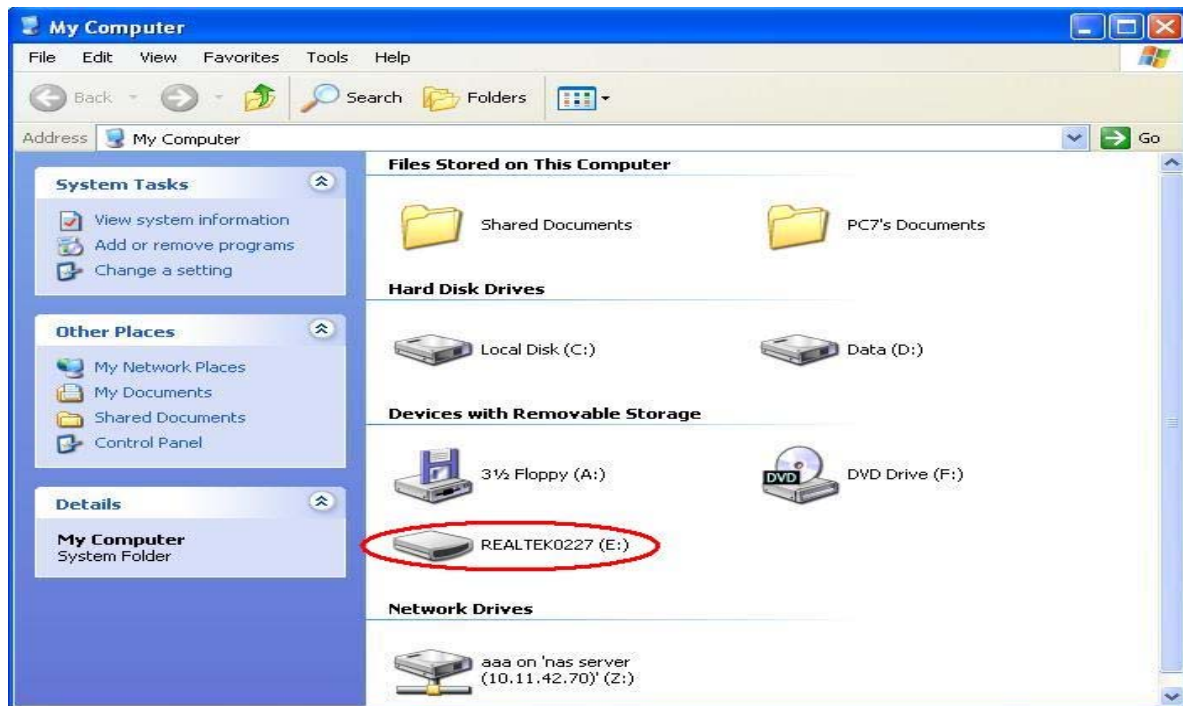 My Computer
File Edit View Favorites Tools Help
Back Search Folders
Address My Computer Go
System Tasks
View system information
Add or remove programs
Change a setting
Other Places
My Network Places
My Documents
Shared Documents
Control Panel
Details
My Computer
System Folder
Files Stored on This Computer
Shared Documents PC7's Documents
Hard Disk Drives
Local Disk (C:) Data (D:)
Devices with Removable Storage
3½ Floppy (A:) DVD DVD Drive (F:)
REALTEK0227 (E:)
Network Drives
aaa on 'nas server
(10.11.42.70)' (Z:)